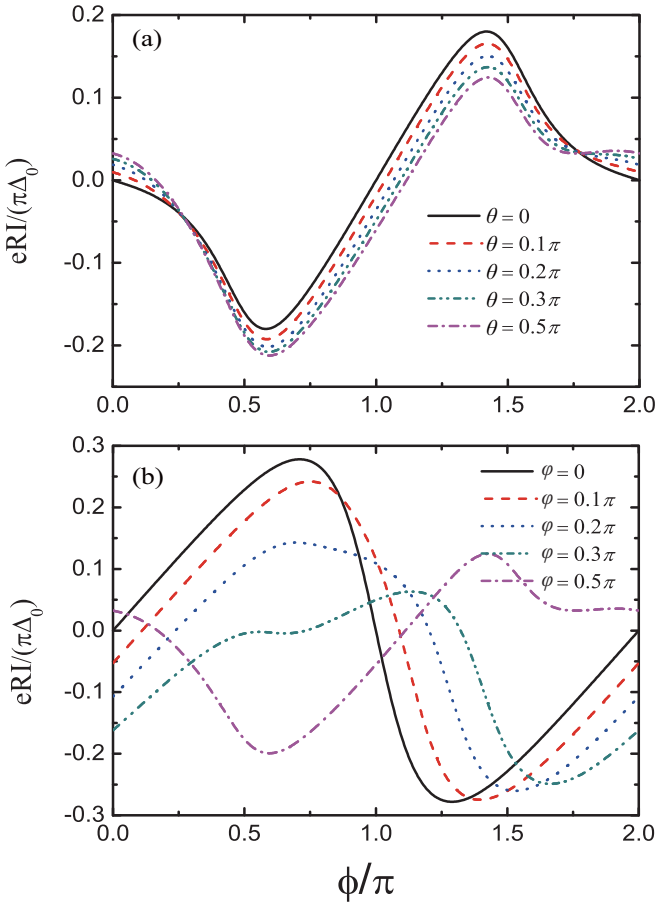 0.2
(a)
0.1
0.0
-0.1
-0.2
eRI/(πΔ₀)
θ = 0
θ = 0.1π
θ = 0.2π
θ = 0.3π
θ = 0.5π
0.0 0.5 1.0 1.5 2.0
0.3
(b)
0.2
0.1
0.0
-0.1
-0.2
-0.3
eRI/(πΔ₀)
φ = 0
φ = 0.1π
φ = 0.2π
φ = 0.3π
φ = 0.5π
0.0 0.5 1.0 1.5 2.0
ϕ/π